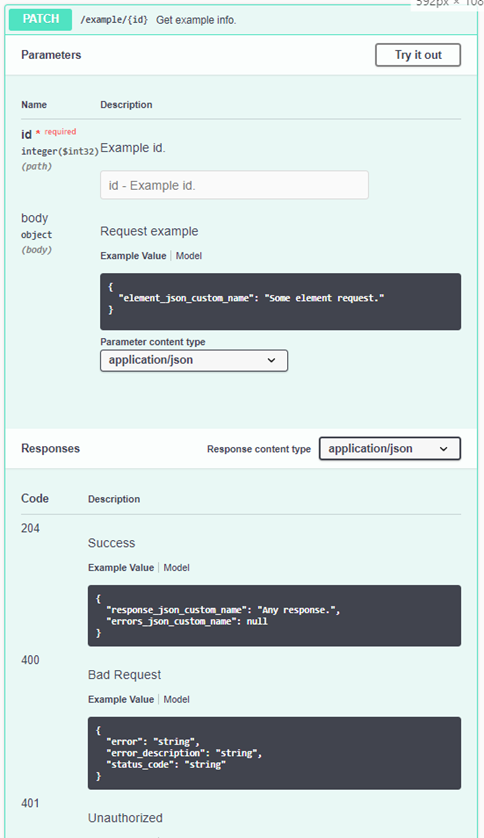 592px × 108
PATCH /example/{id} Get example info.
Parameters Try it out
Name Description
id * required
integer($int32) Example id.
(path)
id - Example id.
body
object Request example
(body)
Example Value Model
{
"element_json_custom_name": "Some element request."
}
Parameter content type
application/json
Responses Response content type application/json
Code Description
204
Success
Example Value Model
{
"response_json_custom_name": "Any response.",
"errors_json_custom_name": null
}
400
Bad Request
Example Value Model
{
"error": "string",
"error_description": "string",
"status_code": "string"
}
401
Unauthorized